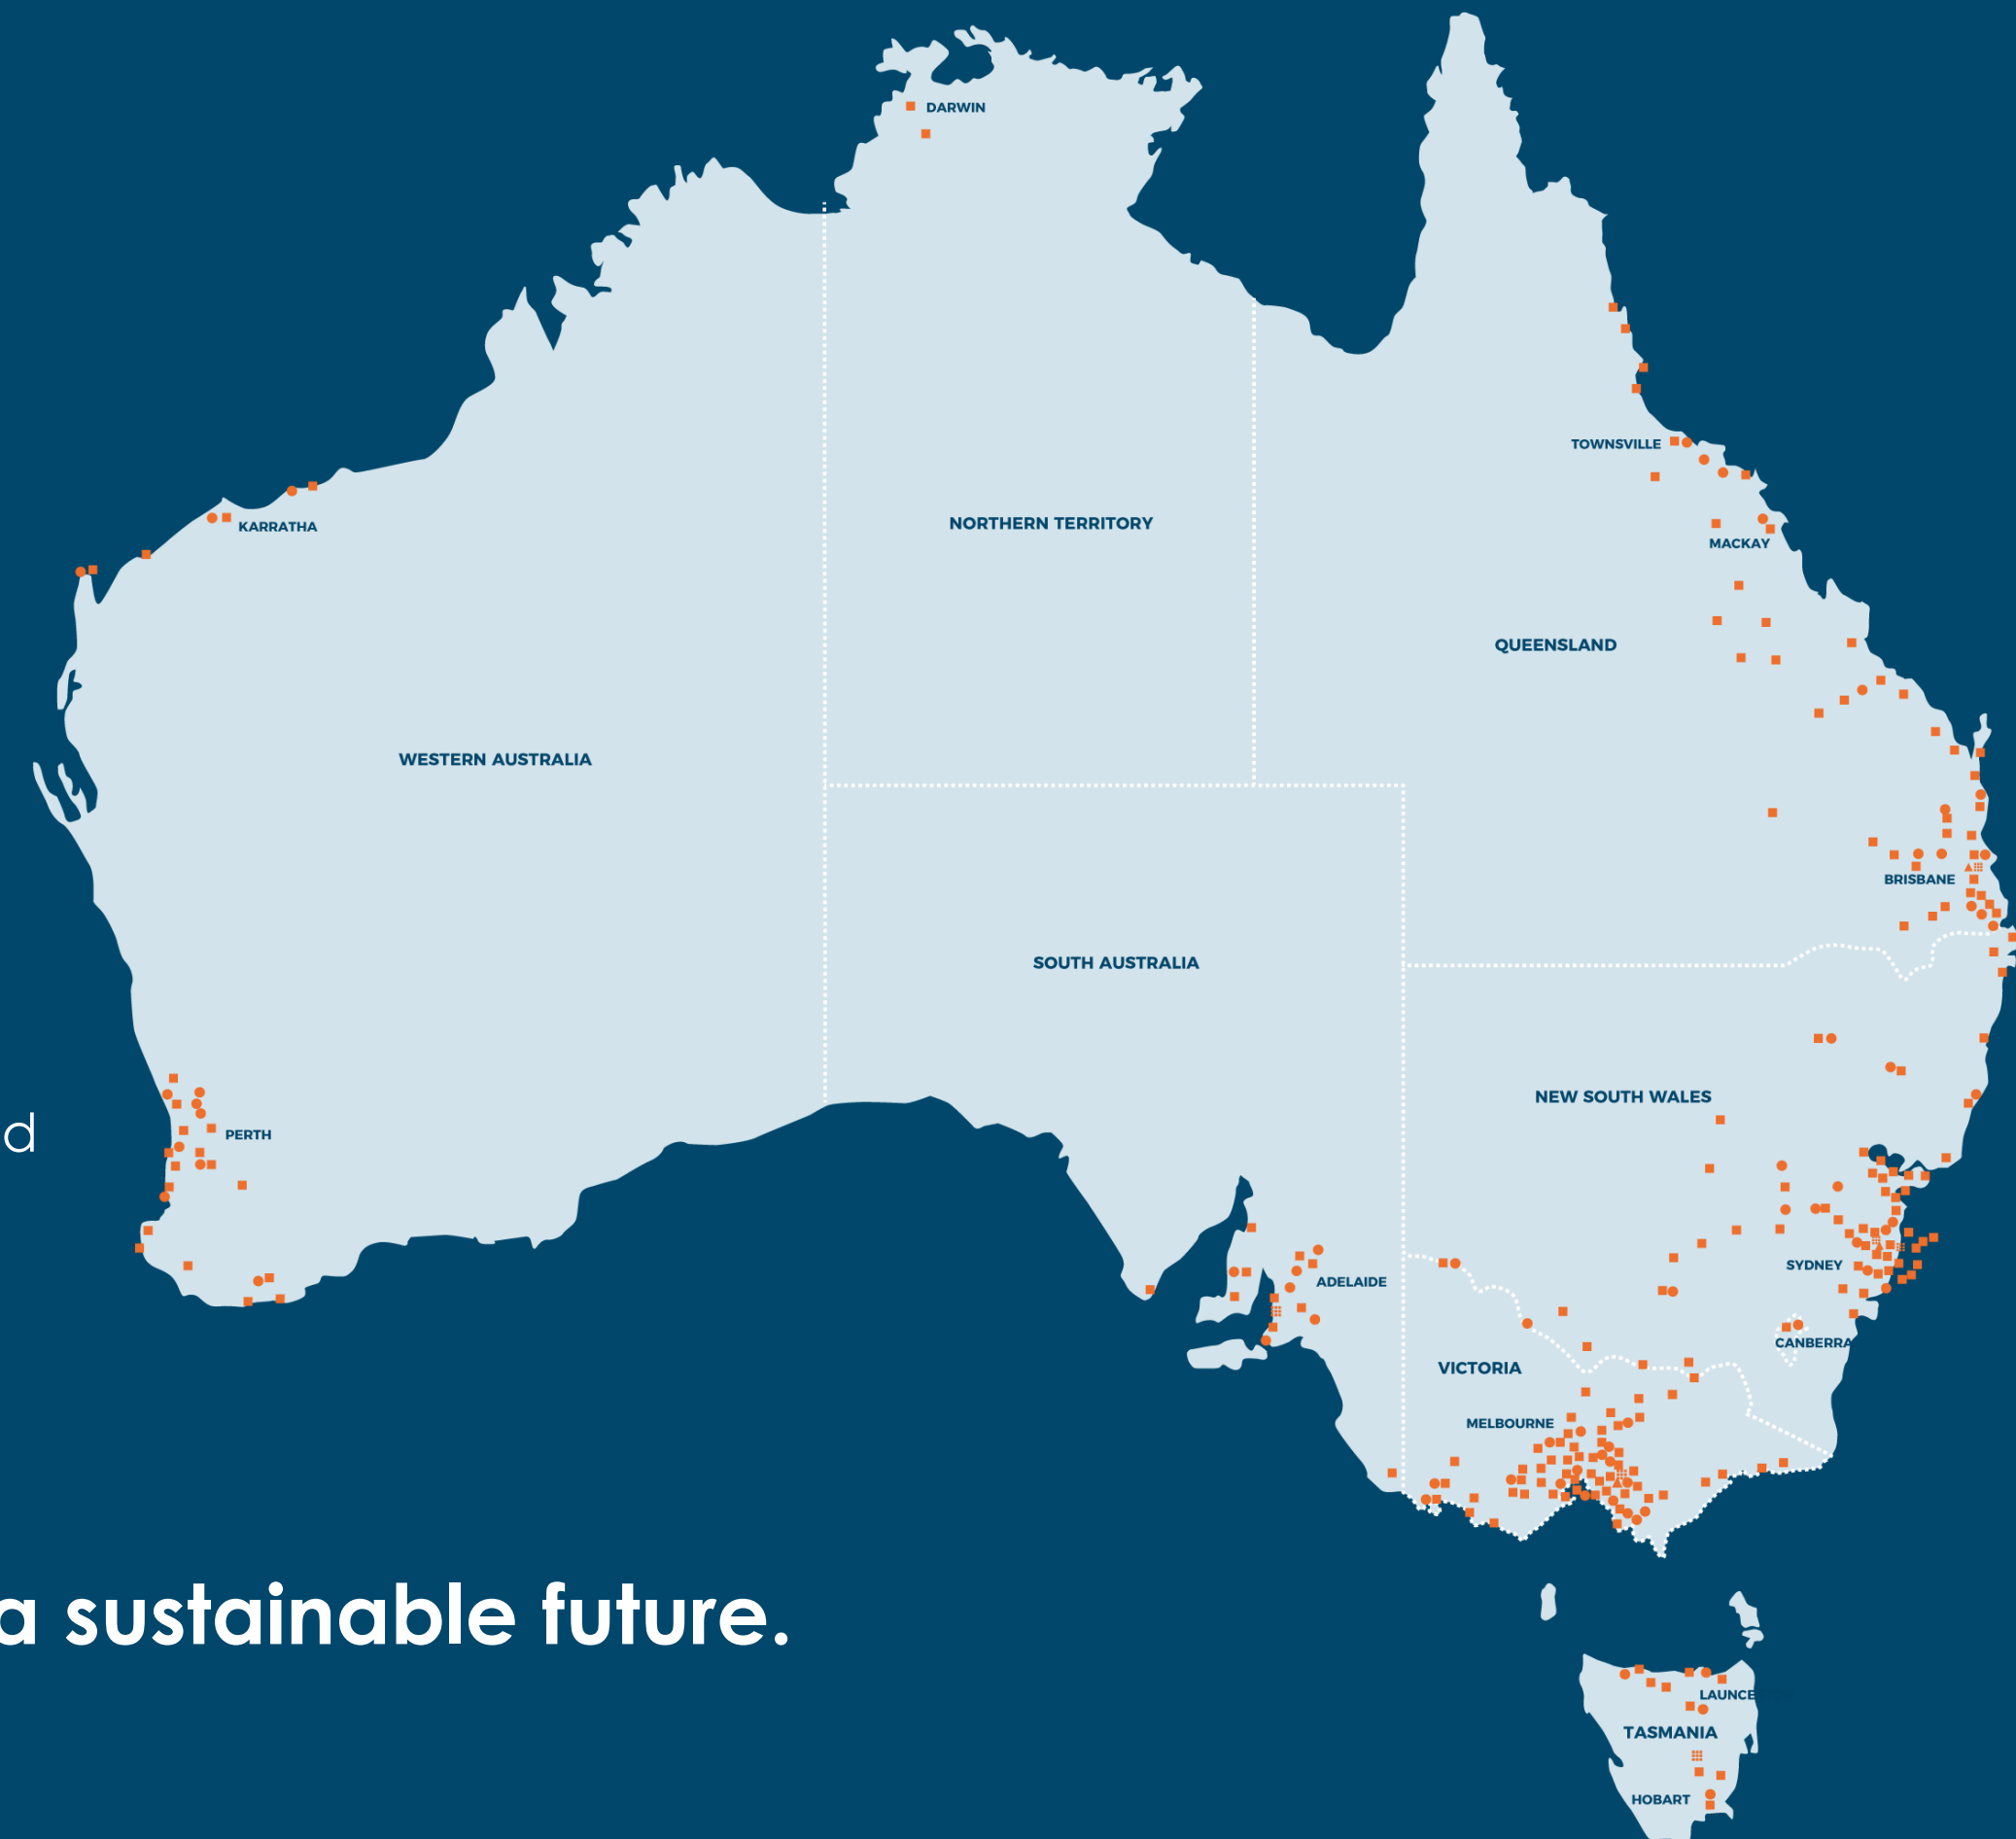 DARWIN
TOWNSVILLE
NORTHERN TERRITORY
KARRATHA
MACKAY
QUEENSLAND
WESTERN AUSTRALIA
BRISBANE
SOUTH AUSTRALIA
NEW SOUTH WALES
d
PERTH
SYDNEY
ADELAIDE
CANBERRA
VICTORIA
MELBOURNE
a sustainable future.
LAUNCE
TASMANIA
HOBART